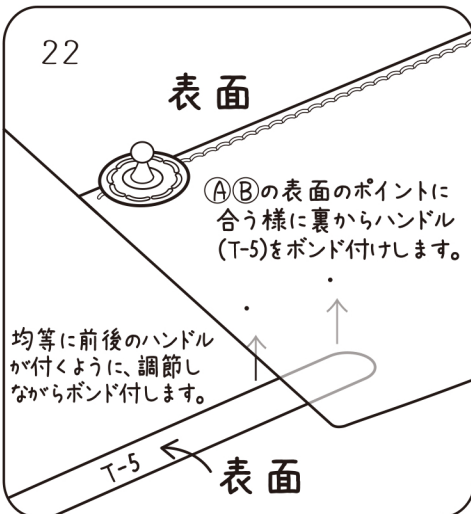 22
表面
ⒶⒷの表面のポイントに
合う様に裏からハンドル
(T-5)をボンド付けします。
均等に前後のハンドル
が付くように、調節し
ながらボンド付します。
T-5
表面